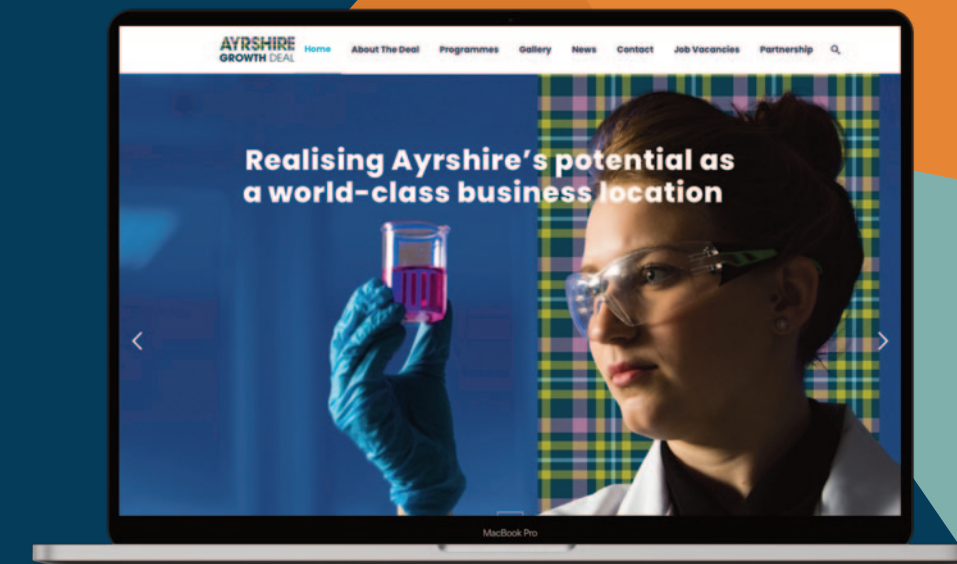 AYRSHIRE
GROWTH DEAL
Home About The Deal Programmes Gallery News Contact Job Vacancies Partnership
Realising Ayrshire's potential as
a world-class business location
MacBook Pro